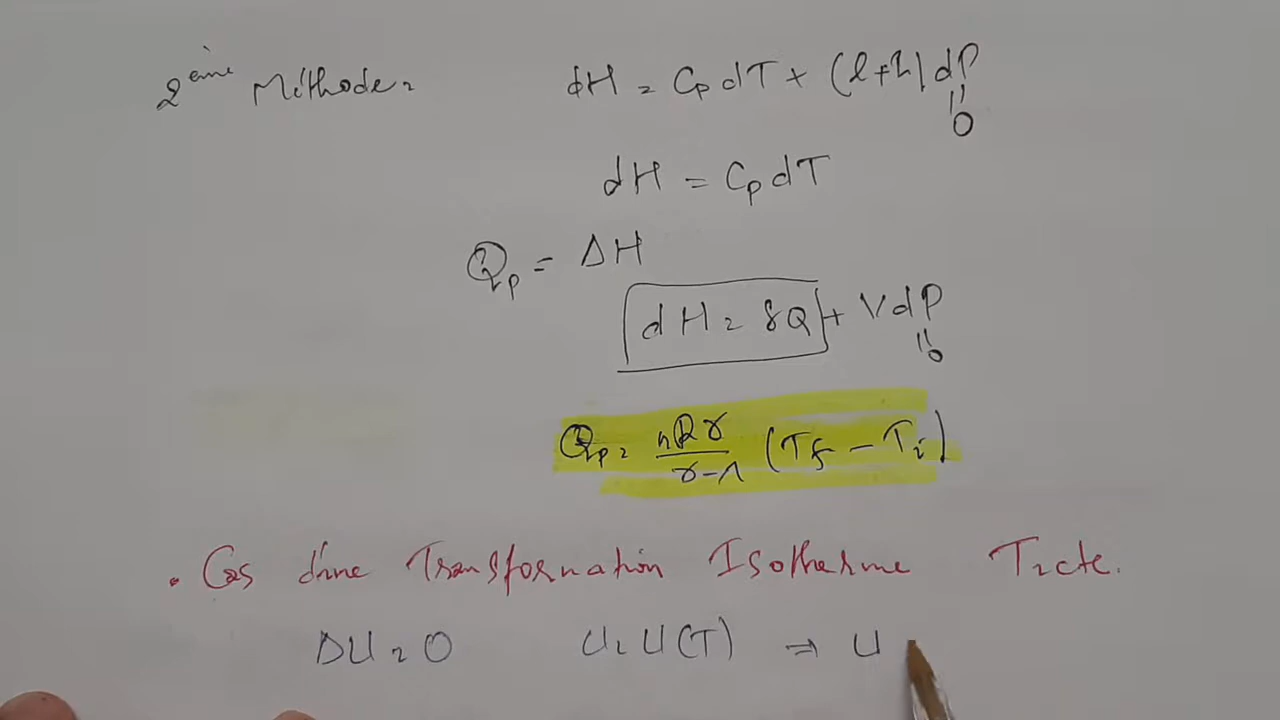 2ème Méthode = dH = Cp dT + (l+h) dP
= 0
dH = Cp dT
Qp = ΔH
dH = δQ + VdP
= 0
Qp = nRγ/(γ-1) (Tf - Ti)
. Cas d'une Transformation Isotherme T = cte.
ΔU = 0 U = U(T) ⇒ U